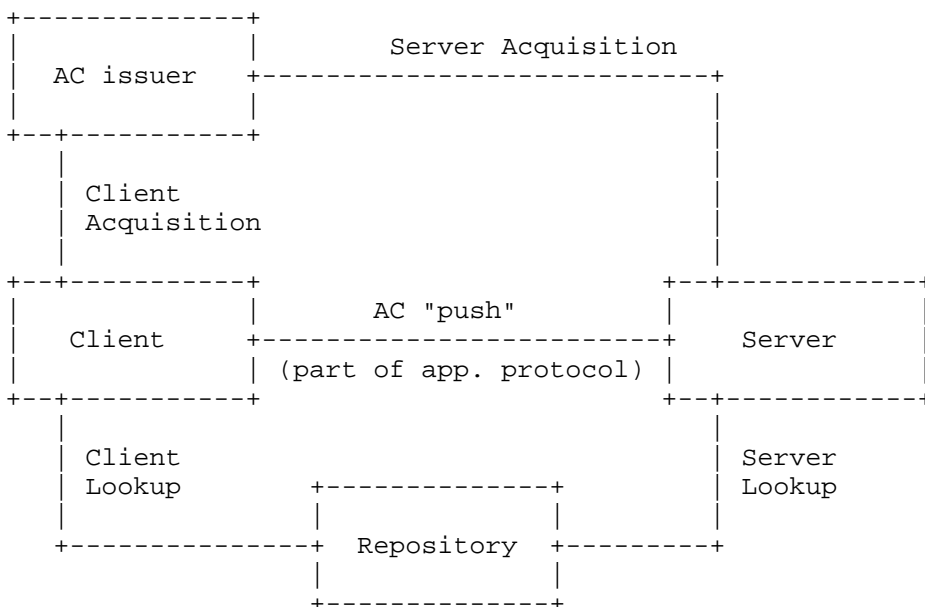 Server Acquisition
AC issuer
Client
Acquisition
AC "push"
Client
Server
(part of app. protocol)
Client
Lookup
Server
Lookup
Repository